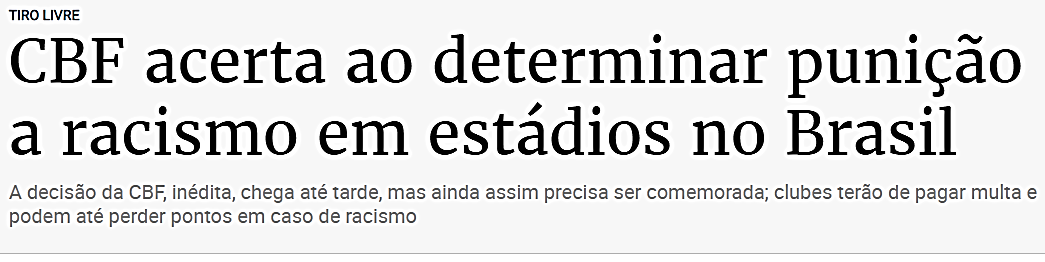 TIRO LIVRE
CBF acerta ao determinar punição
a racismo em estádios no Brasil
A decisão da CBF, inédita, chega até tarde, mas ainda assim precisa ser comemorada; clubes terão de pagar multa e
podem até perder pontos em caso de racismo